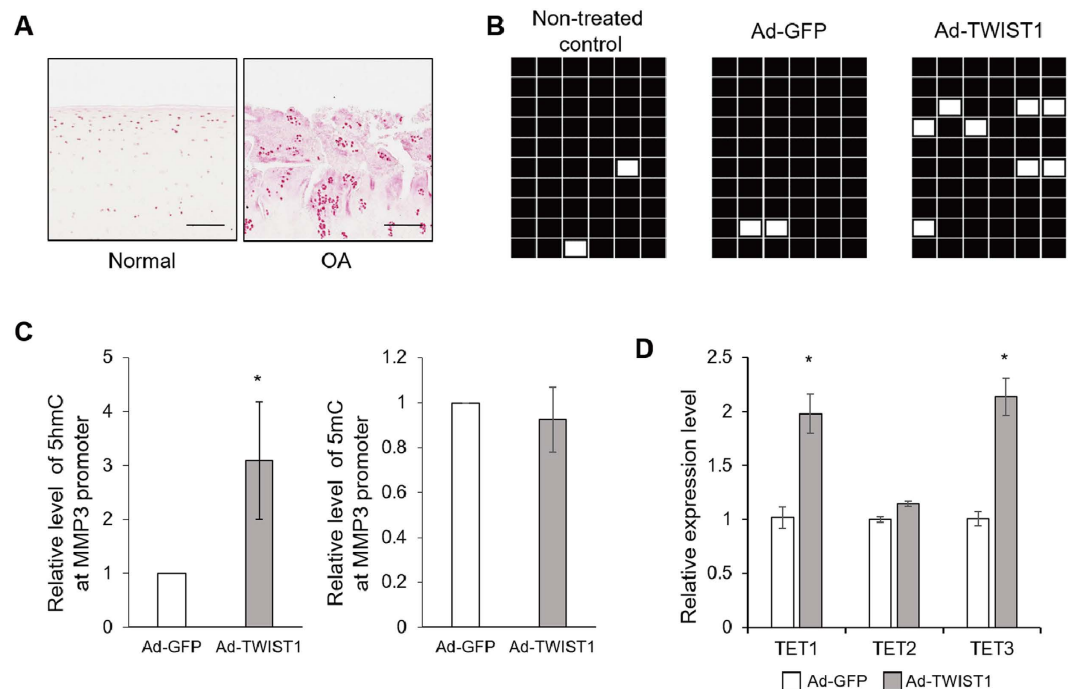 A
Normal
OA
B
Non-treated
control
Ad-GFP
Ad-TWIST1
C
Relative level of 5hmC
at MMP3 promoter
5
4
3
2
1
0
*
Ad-GFP
Ad-TWIST1
Relative level of 5mC
at MMP3 promoter
1.2
1
0.8
0.6
0.4
0.2
0
Ad-GFP
Ad-TWIST1
D
Relative expression level
2.5
2
1.5
1
0.5
0
*
*
TET1
TET2
TET3
Ad-GFP
Ad-TWIST1